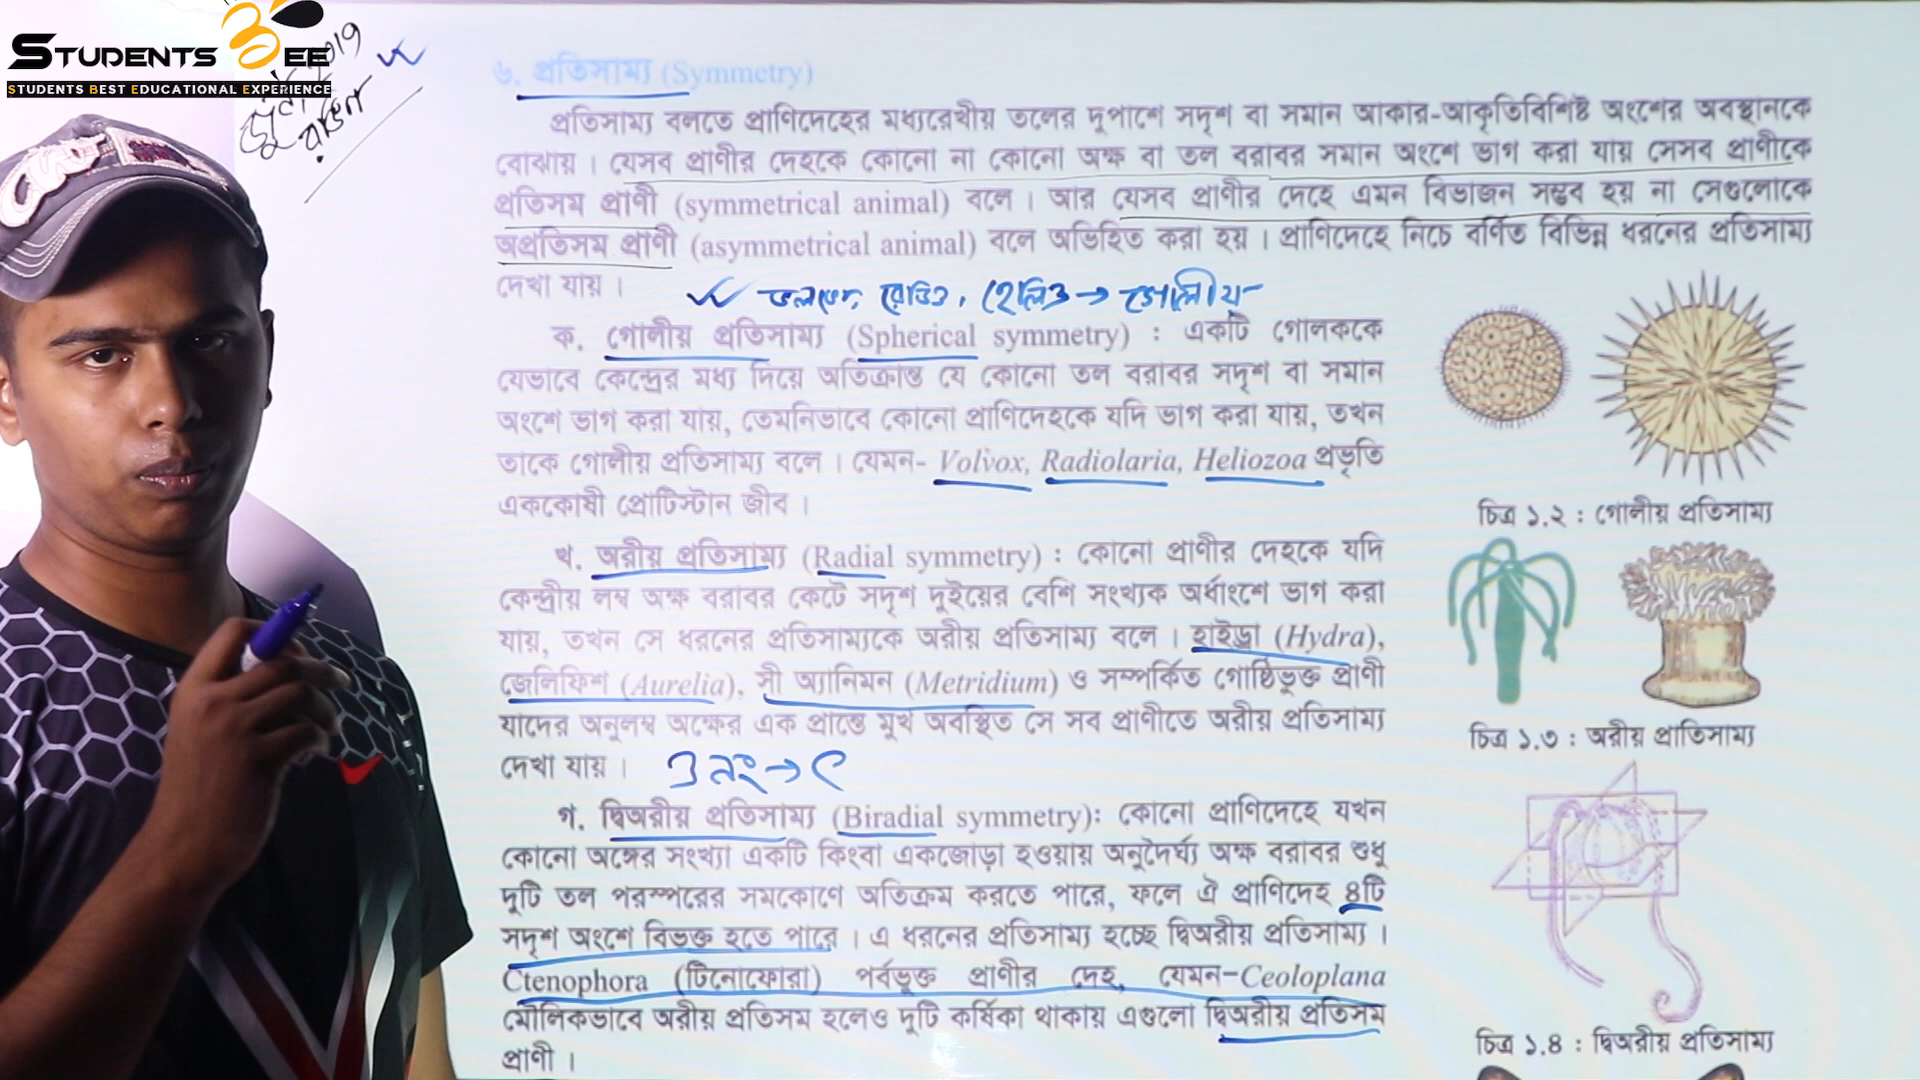 STUDENTS BEE
STUDENTS BEST EDUCATIONAL EXPERIENCE
৬. প্রতিসাম্য (Symmetry)
প্রতিসাম্য বলতে প্রাণিদেহের মধ্যরেখীয় তলের দুপাশে সদৃশ বা সমান আকার-আকৃতিবিশিষ্ট অংশের অবস্থানকে
বোঝায়। যেসব প্রাণীর দেহকে কোনো না কোনো অক্ষ বা তল বরাবর সমান অংশে ভাগ করা যায় সেসব প্রাণীকে
প্রতিসম প্রাণী (symmetrical animal) বলে। আর যেসব প্রাণীর দেহে এমন বিভাজন সম্ভব হয় না সেগুলোকে
অপ্রতিসম প্রাণী (asymmetrical animal) বলে অভিহিত করা হয়। প্রাণিদেহে নিচে বর্ণিত বিভিন্ন ধরনের প্রতিসাম্য
দেখা যায়।
ক. গোলীয় প্রতিসাম্য (Spherical symmetry) : একটি গোলককে
যেভাবে কেন্দ্রের মধ্য দিয়ে অতিক্রান্ত যে কোনো তল বরাবর সদৃশ বা সমান
অংশে ভাগ করা যায়, তেমনিভাবে কোনো প্রাণিদেহকে যদি ভাগ করা যায়, তখন
তাকে গোলীয় প্রতিসাম্য বলে। যেমন- Volvox, Radiolaria, Heliozoa প্রভৃতি
এককোষী প্রোটিস্টান জীব।
চিত্র ১.২ : গোলীয় প্রতিসাম্য
খ. অরীয় প্রতিসাম্য (Radial symmetry) : কোনো প্রাণীর দেহকে যদি
কেন্দ্রীয় লম্ব অক্ষ বরাবর কেটে সদৃশ দুইয়ের বেশি সংখ্যক অর্ধাংশে ভাগ করা
যায়, তখন সে ধরনের প্রতিসাম্যকে অরীয় প্রতিসাম্য বলে। হাইড্রা (Hydra),
জেলিফিশ (Aurelia), সী অ্যানিমন (Metridium) ও সম্পর্কিত গোষ্ঠিভুক্ত প্রাণী
যাদের অনুলম্ব অক্ষের এক প্রান্তে মুখ অবস্থিত সে সব প্রাণীতে অরীয় প্রতিসাম্য
দেখা যায়।
চিত্র ১.৩ : অরীয় প্রাতিসাম্য
গ. দ্বিঅরীয় প্রতিসাম্য (Biradial symmetry): কোনো প্রাণিদেহে যখন
কোনো অঙ্গের সংখ্যা একটি কিংবা একজোড়া হওয়ায় অনুদৈর্ঘ্য অক্ষ বরাবর শুধু
দুটি তল পরস্পরের সমকোণে অতিক্রম করতে পারে, ফলে ঐ প্রাণিদেহ ৪টি
সদৃশ অংশে বিভক্ত হতে পারে। এ ধরনের প্রতিসাম্য হচ্ছে দ্বিঅরীয় প্রতিসাম্য।
Ctenophora (টিনোফোরা) পর্বভুক্ত প্রাণীর দেহ, যেমন-Ceoloplana
মৌলিকভাবে অরীয় প্রতিসম হলেও দুটি কর্ষিকা থাকায় এগুলো দ্বিঅরীয় প্রতিসম
প্রাণী।
চিত্র ১.৪ : দ্বিঅরীয় প্রতিসাম্য